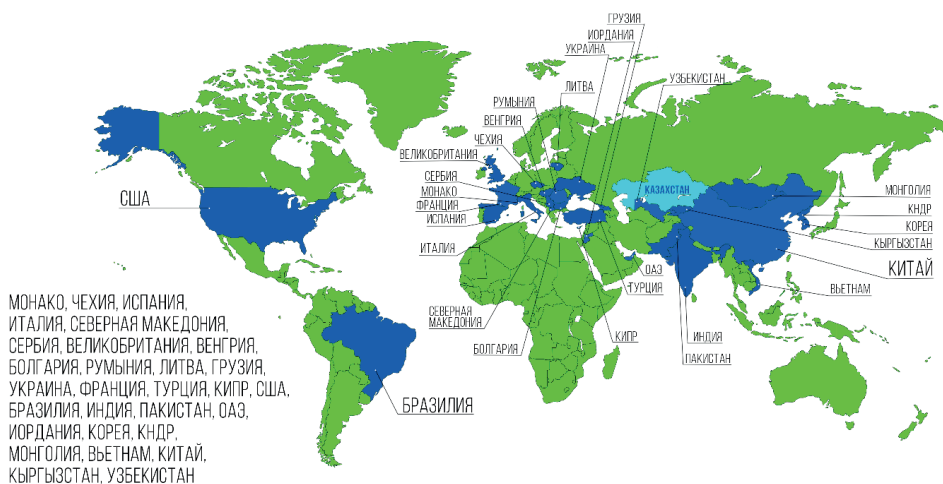 ГРУЗИЯ
ИОРДАНИЯ
УКРАИНА
УЗБЕКИСТАН
ЛИТВА
РУМЫНИЯ
ВЕНГРИЯ
ЧЕХИЯ
ВЕЛИКОБРИТАНИЯ
СЕРБИЯ
МОНАКО
ФРАНЦИЯ
ИСПАНИЯ
ИТАЛИЯ
США
КАЗАХСТАН
МОНГОЛИЯ
КНДР
КОРЕЯ
КЫРГЫЗСТАН
КИТАЙ
ВЬЕТНАМ
ОАЭ
ТУРЦИЯ
СЕВЕРНАЯ
МАКЕДОНИЯ
БОЛГАРИЯ
КИПР
ИНДИЯ
ПАКИСТАН
БРАЗИЛИЯ
МОНАКО, ЧЕХИЯ, ИСПАНИЯ,
ИТАЛИЯ, СЕВЕРНАЯ МАКЕДОНИЯ,
СЕРБИЯ, ВЕЛИКОБРИТАНИЯ, ВЕНГРИЯ,
БОЛГАРИЯ, РУМЫНИЯ, ЛИТВА, ГРУЗИЯ,
УКРАИНА, ФРАНЦИЯ, ТУРЦИЯ, КИПР, США,
БРАЗИЛИЯ, ИНДИЯ, ПАКИСТАН, ОАЭ,
ИОРДАНИЯ, КОРЕЯ, КНДР,
МОНГОЛИЯ, ВЬЕТНАМ, КИТАЙ,
КЫРГЫЗСТАН, УЗБЕКИСТАН